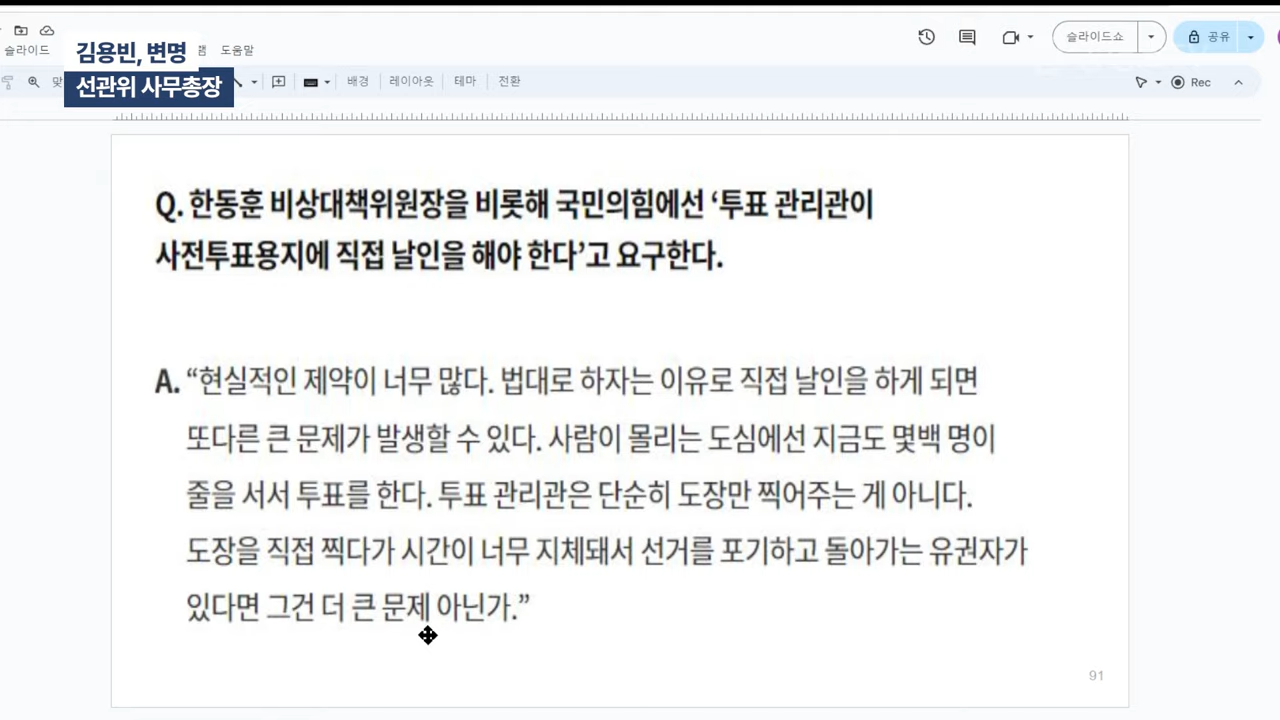 슬라이드
김용빈, 변명
도움말
슬라이드쇼
공유
선관위 사무총장
배경
레이아웃
테마
전환
Rec
Q. 한동훈 비상대책위원장을 비롯해 국민의힘에선 ‘투표 관리관이
사전투표용지에 직접 날인을 해야 한다’고 요구한다.
A. “현실적인 제약이 너무 많다. 법대로 하자는 이유로 직접 날인을 하게 되면
또다른 큰 문제가 발생할 수 있다. 사람이 몰리는 도심에선 지금도 몇백 명이
줄을 서서 투표를 한다. 투표 관리관은 단순히 도장만 찍어주는 게 아니다.
도장을 직접 찍다가 시간이 너무 지체돼서 선거를 포기하고 돌아가는 유권자가
있다면 그건 더 큰 문제 아닌가.”
91